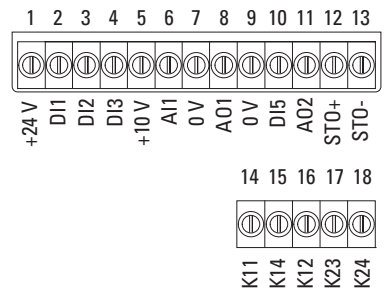 1 2 3 4 5 6 7 8 9 10 11 12 13
+24 V DI1 DI2 DI3 +10 V AI1 0 V AO1 0 V DI5 AO2 STO+ STO-
14 15 16 17 18
K11 K14 K12 K23 K24